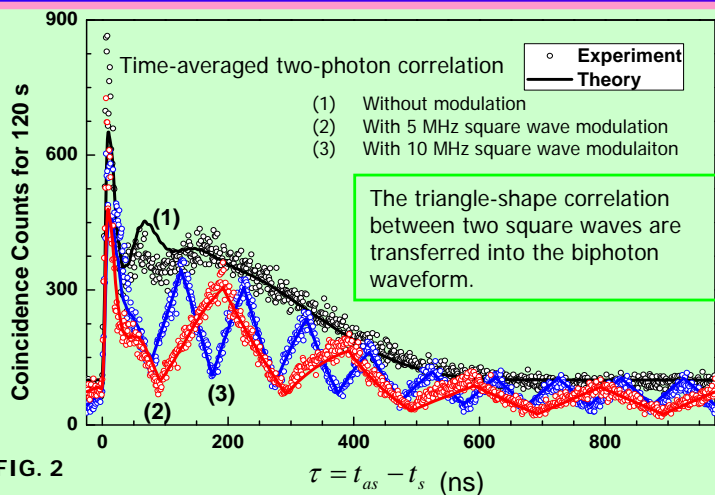 900
600
300
0
Coincidence Counts for 120 s
Time-averaged two-photon correlation
Experiment
Theory
(1) Without modulation
(2) With 5 MHz square wave modulation
(3) With 10 MHz square wave modulaiton
The triangle-shape correlation
between two square waves are
transferred into the biphoton
waveform.
(1)
(2)
(3)
0 200 400 600 800
FIG. 2
τ = t_as − t_s (ns)